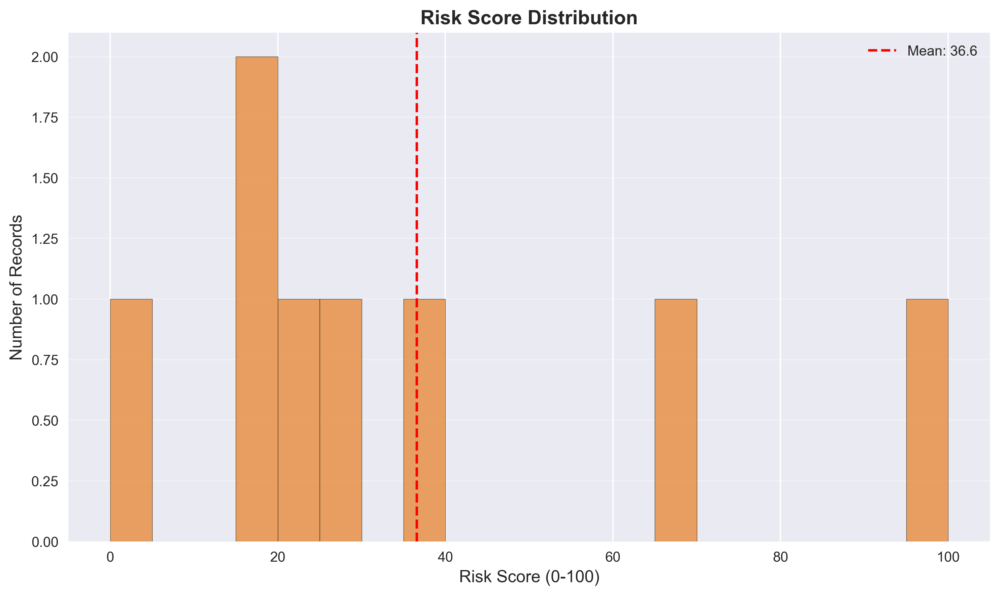 Risk Score Distribution
Mean: 36.6
Number of Records
2.00
1.75
1.50
1.25
1.00
0.75
0.50
0.25
0.00
0 20 40 60 80 100
Risk Score (0-100)